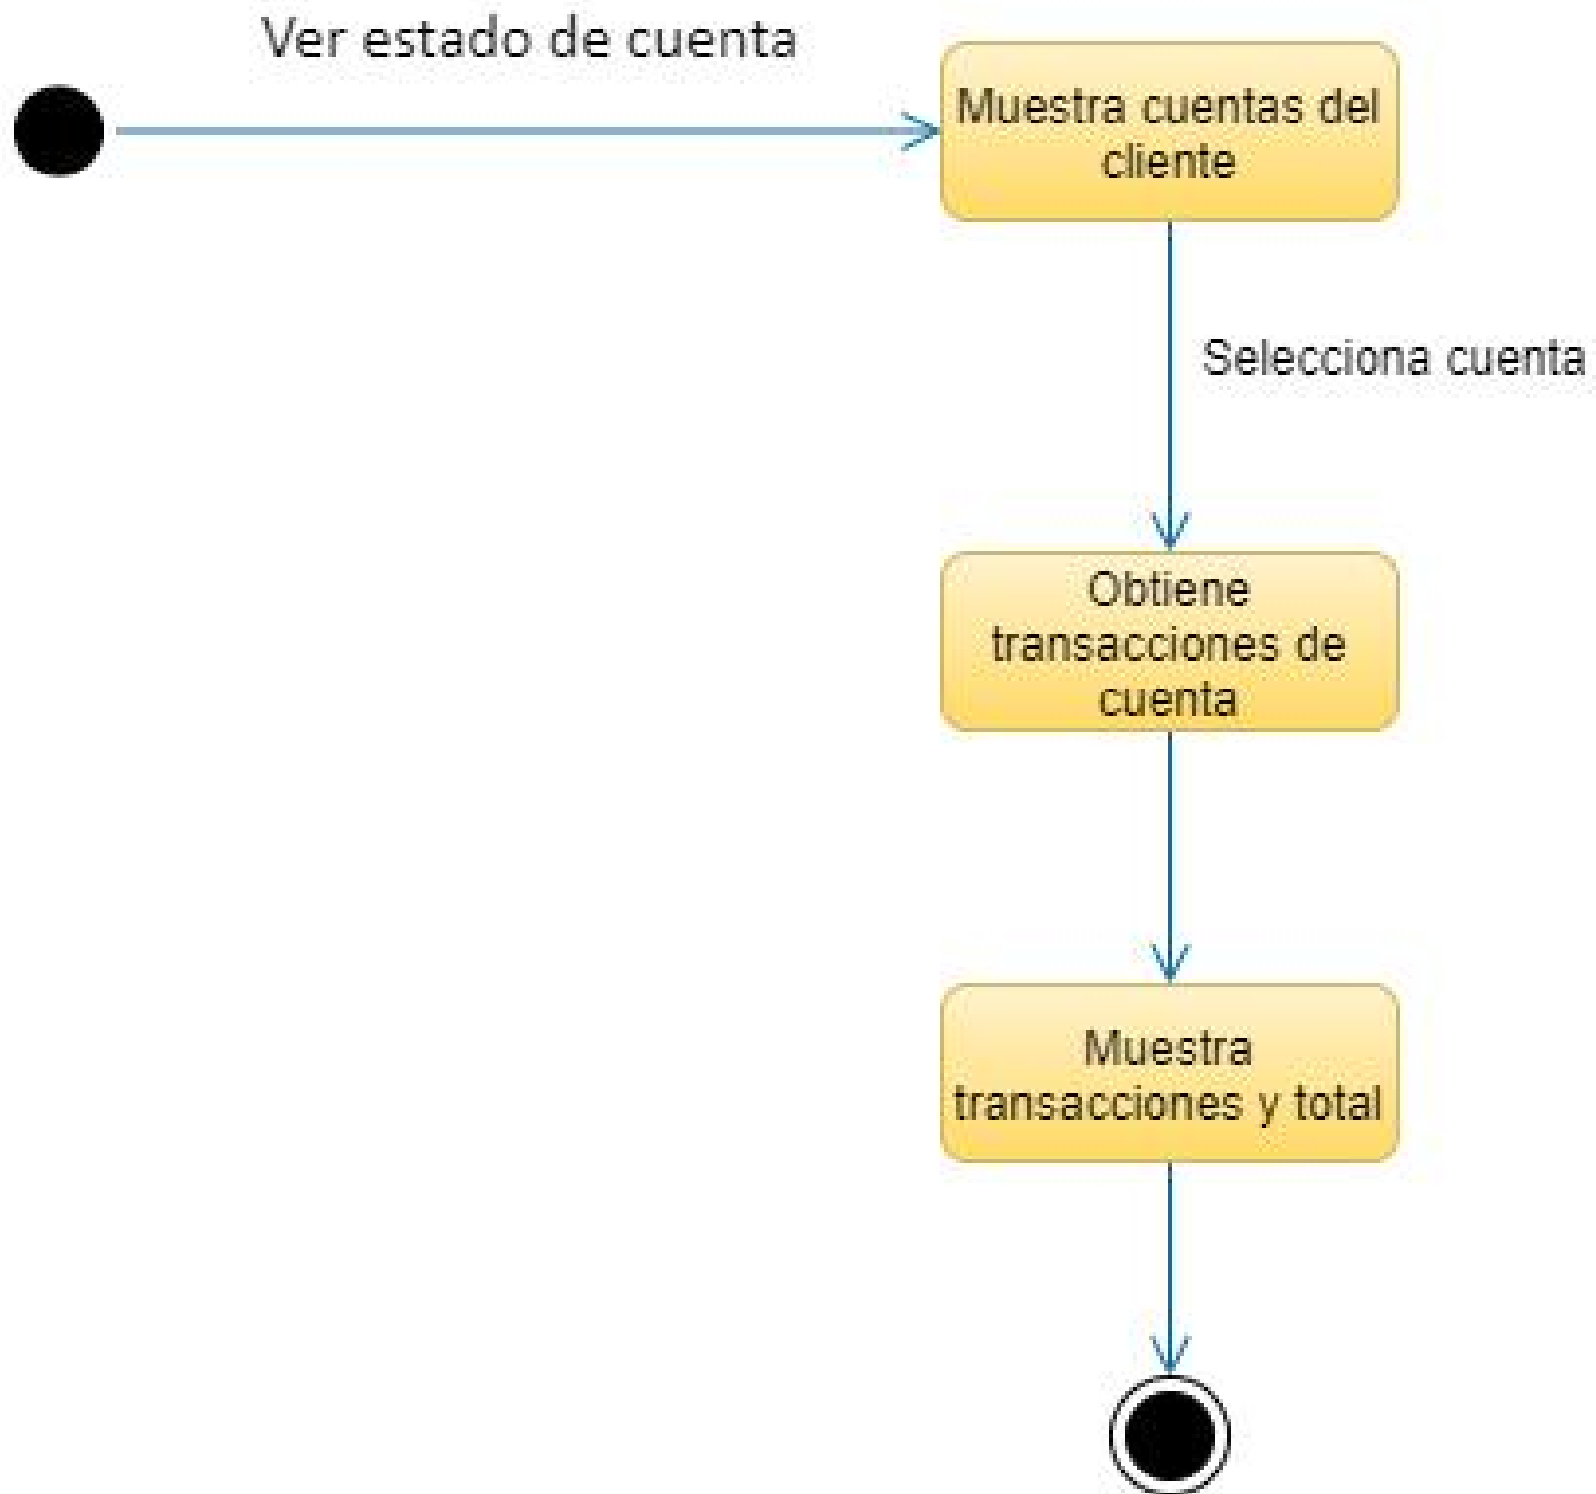 Ver estado de cuenta
Muestra cuentas del
cliente
Selecciona cuenta
Obtiene
transacciones de
cuenta
Muestra
transacciones y total